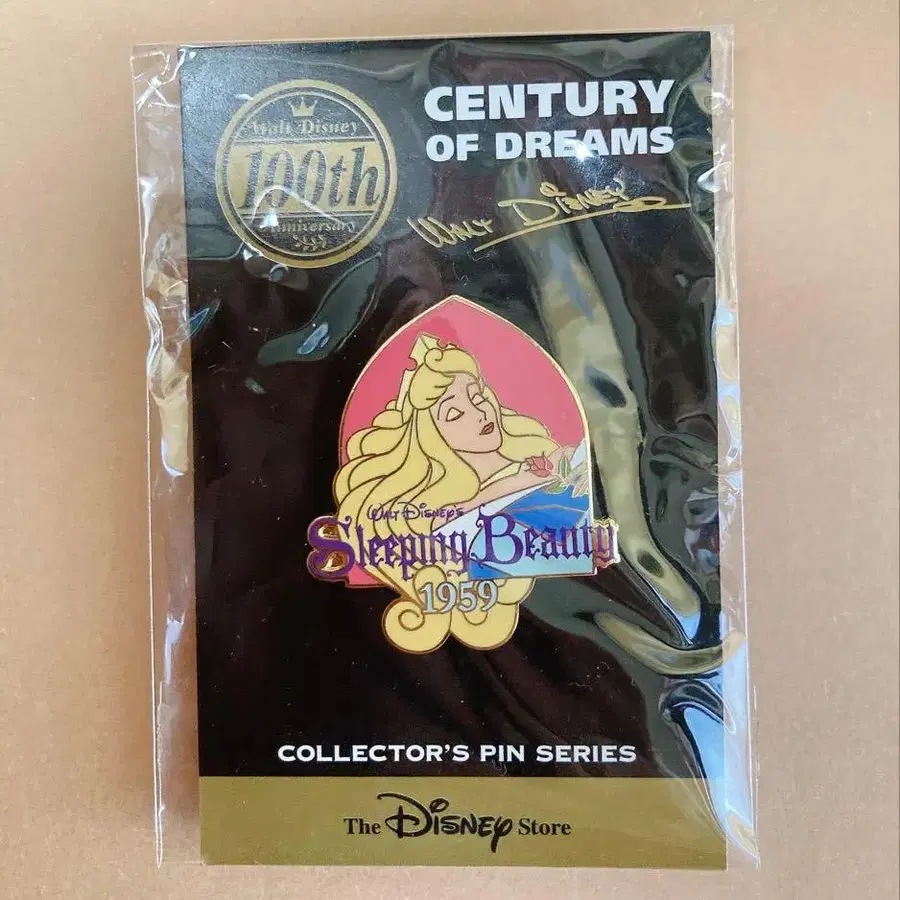 Walt Disney
100th
Anniversary
CENTURY
OF DREAMS
WALT DISNEY
WALT DISNEY'S
Sleeping Beauty
1959
COLLECTOR'S PIN SERIES
The Disney Store